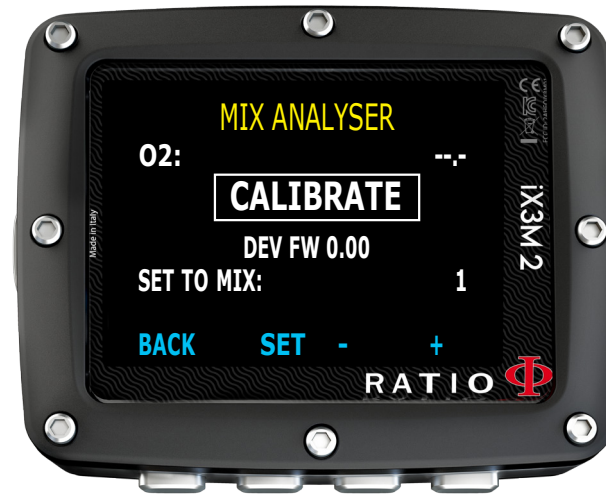 MIX ANALYSER
O2: --.-
CALIBRATE
DEV FW 0.00
SET TO MIX: 1
BACK SET - +
RATIO
iX3M 2
Made in Italy